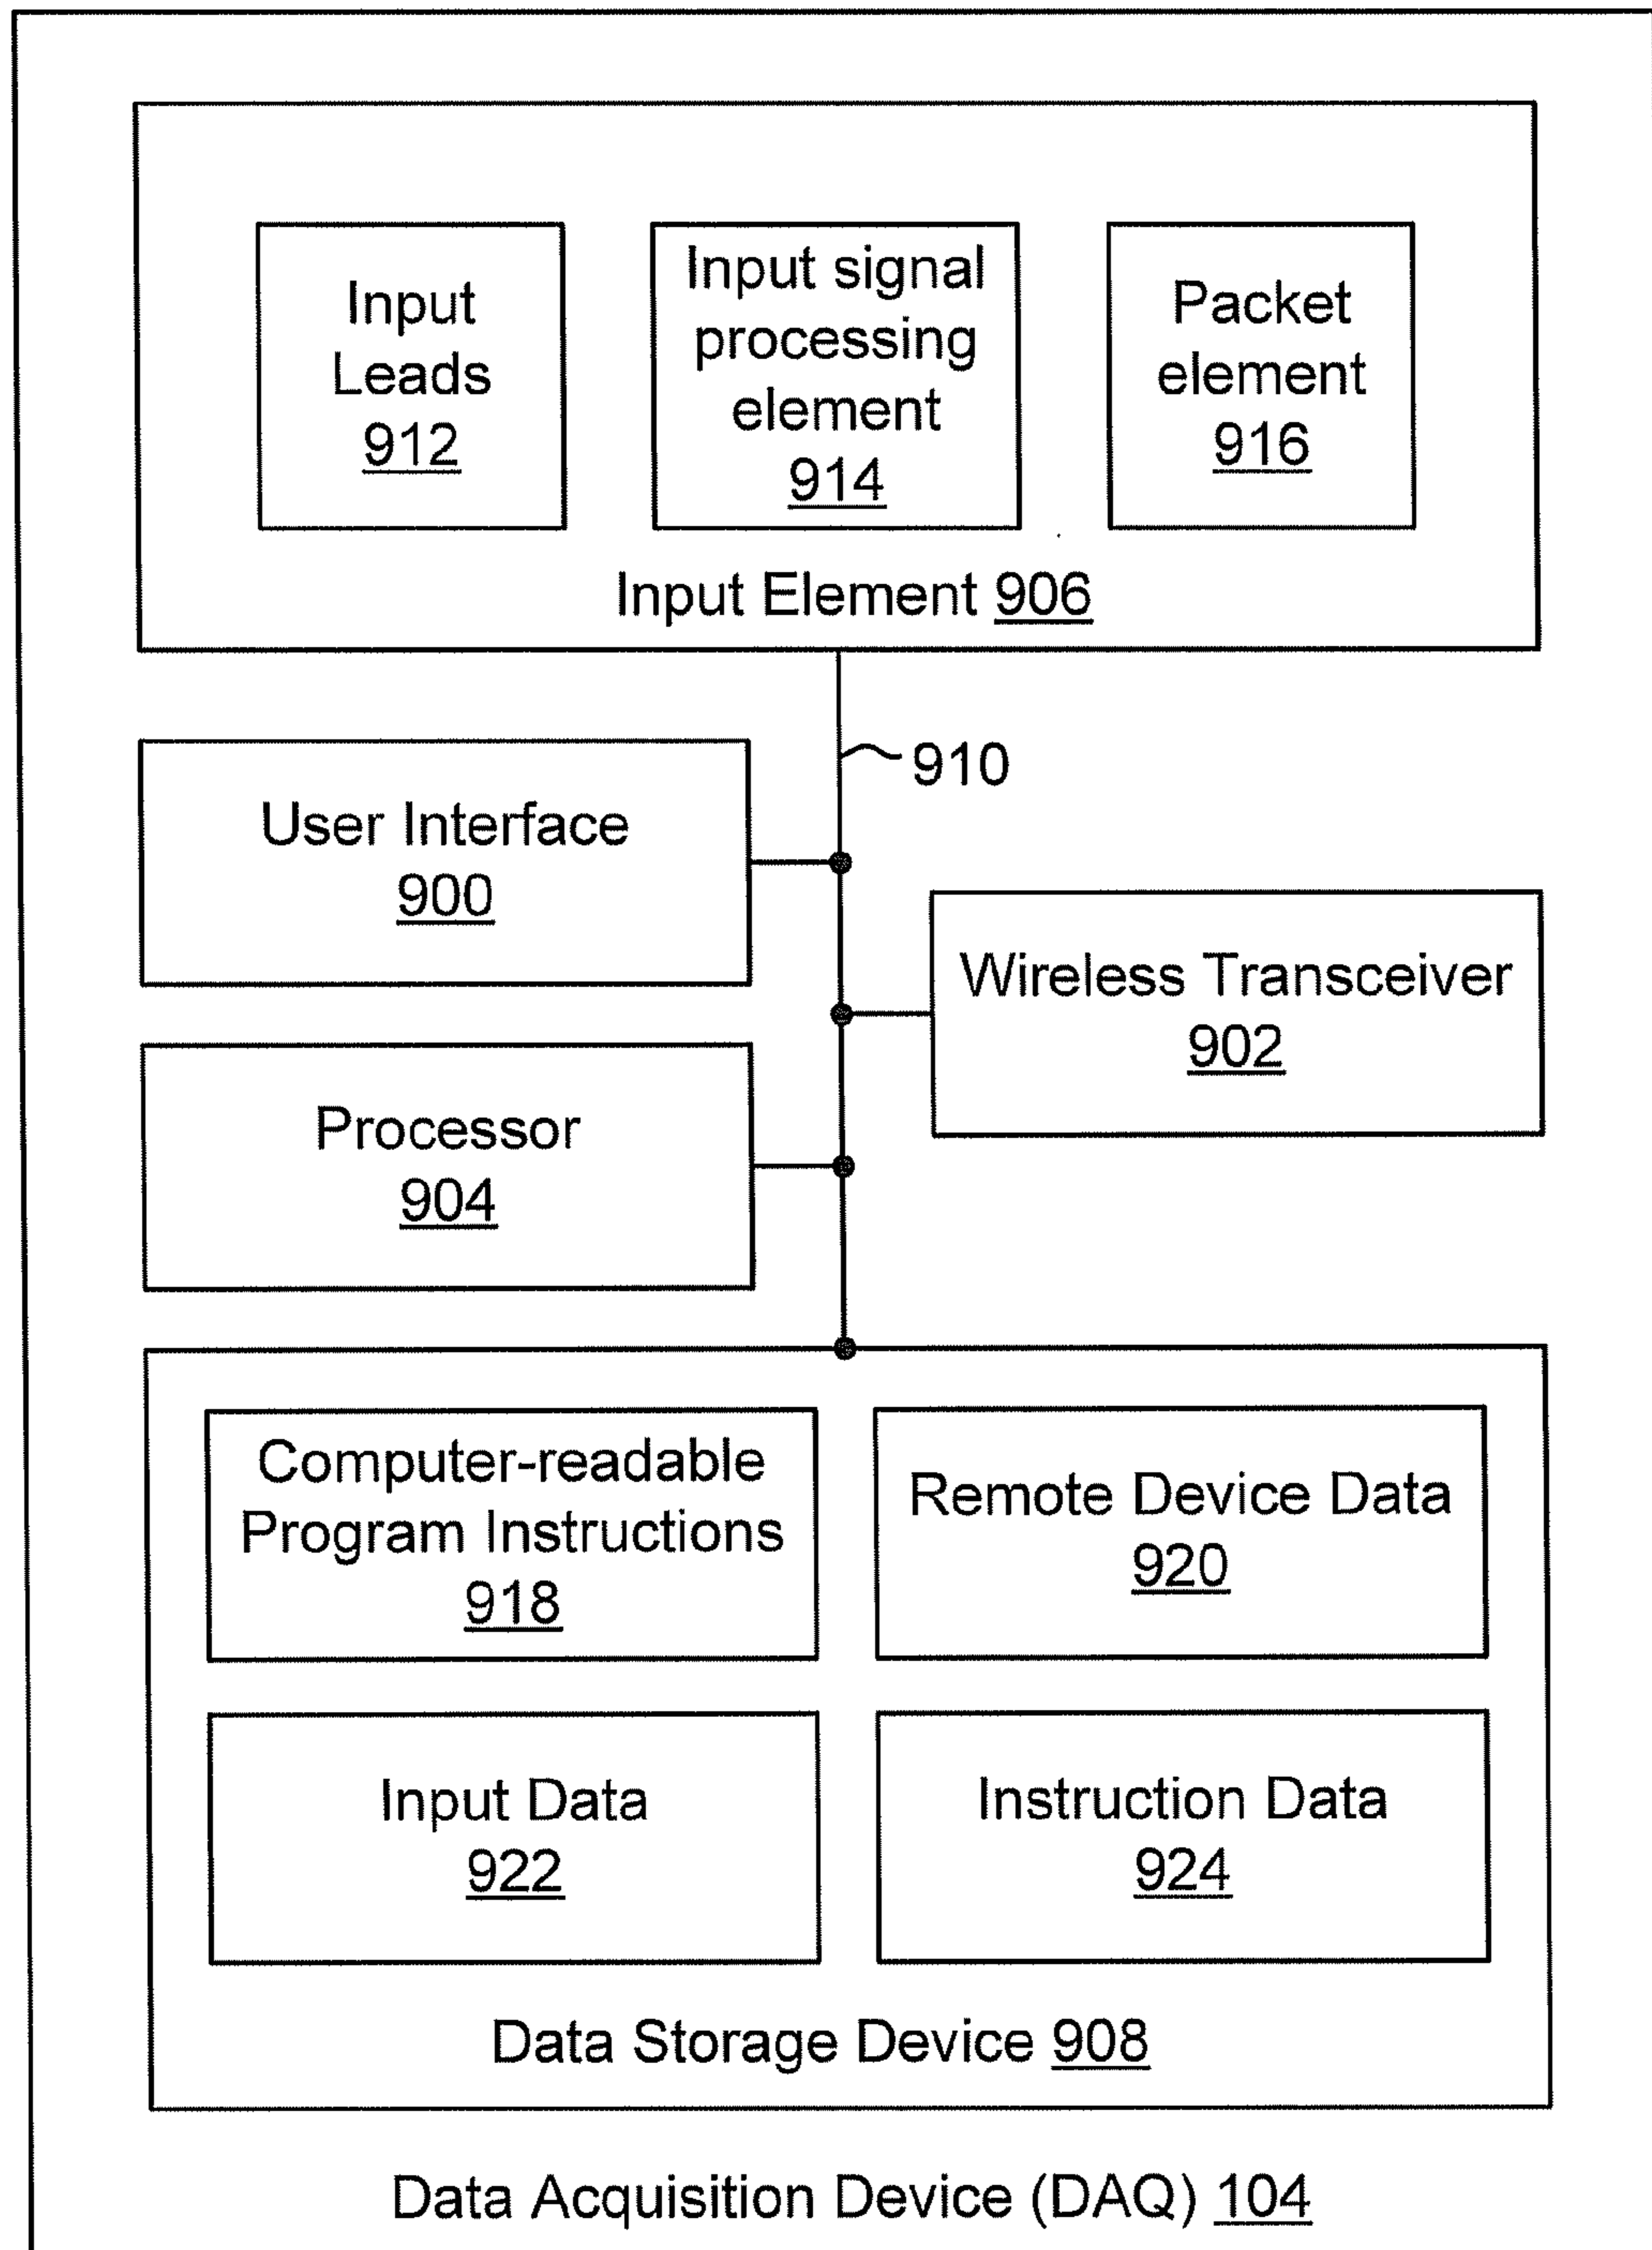 Input
Leads
912
Input signal
processing
element
914
Packet
element
916
Input Element 906
910
User Interface
900
Wireless Transceiver
902
Processor
904
Computer-readable
Program Instructions
918
Remote Device Data
920
Input Data
922
Instruction Data
924
Data Storage Device 908
Data Acquisition Device (DAQ) 104